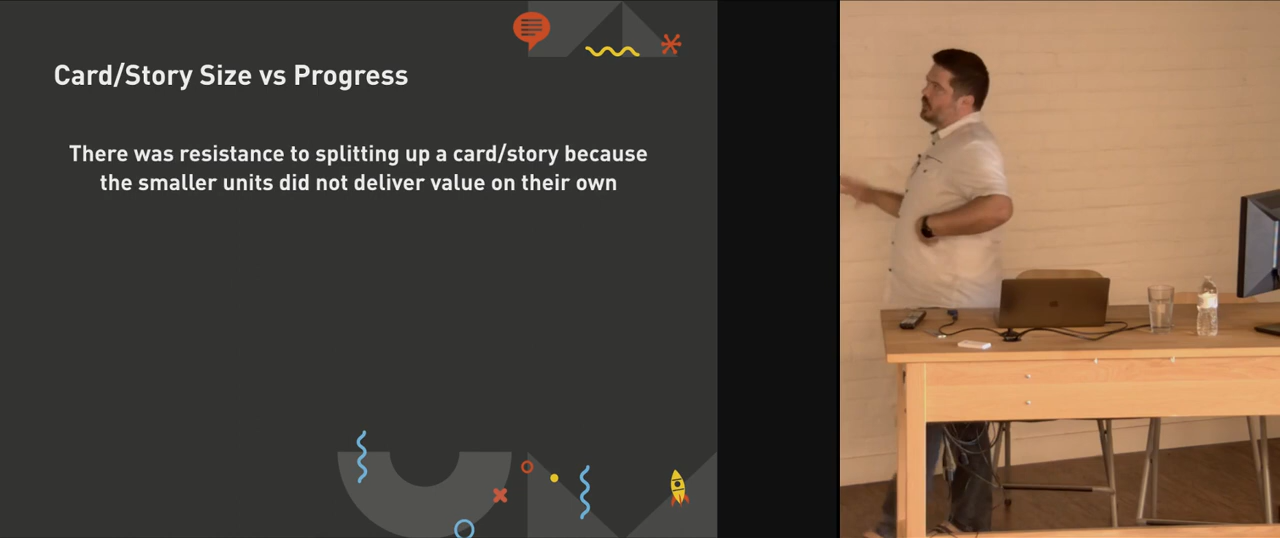 Card/Story Size vs Progress
There was resistance to splitting up a card/story because
the smaller units did not deliver value on their own